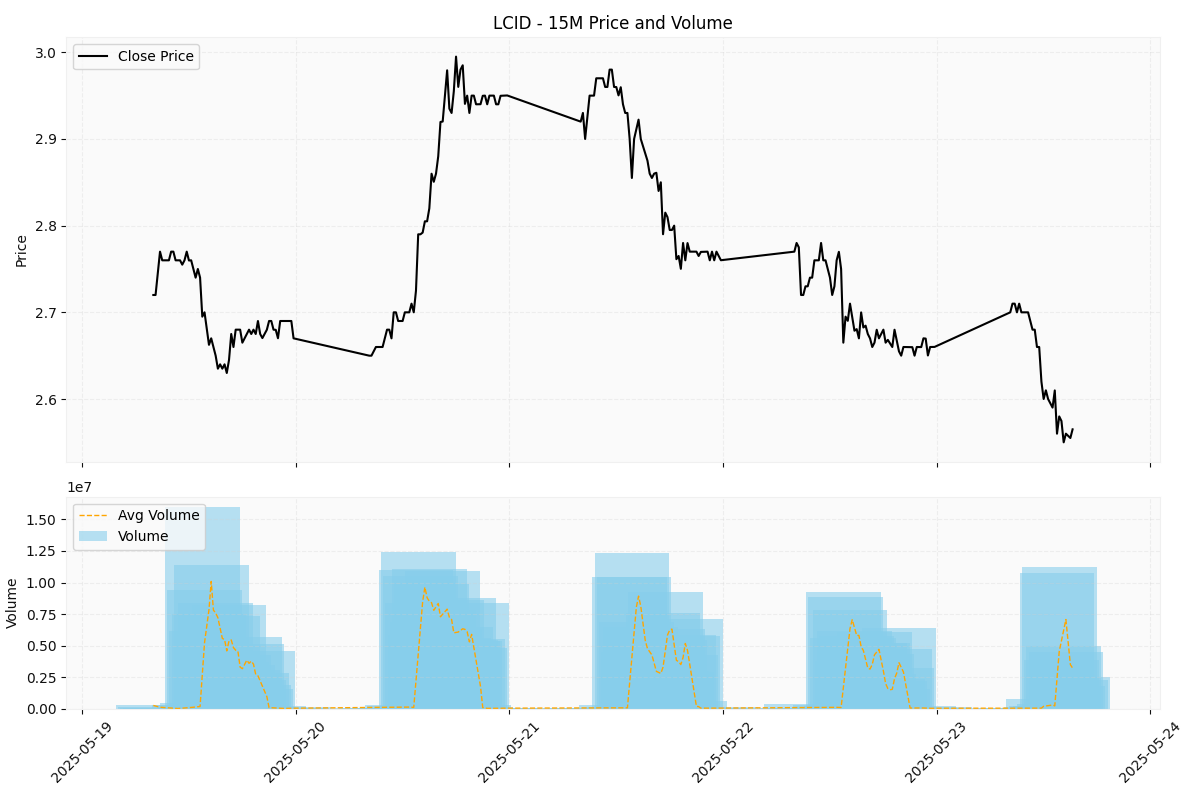 LCID - 15M Price and Volume
Close Price
3.0
2.9
2.8
2.7
2.6
Price
1e7
Avg Volume
Volume
1.50
1.25
1.00
0.75
0.50
0.25
0.00
Volume
2025-05-19
2025-05-20
2025-05-21
2025-05-22
2025-05-23
2025-05-24